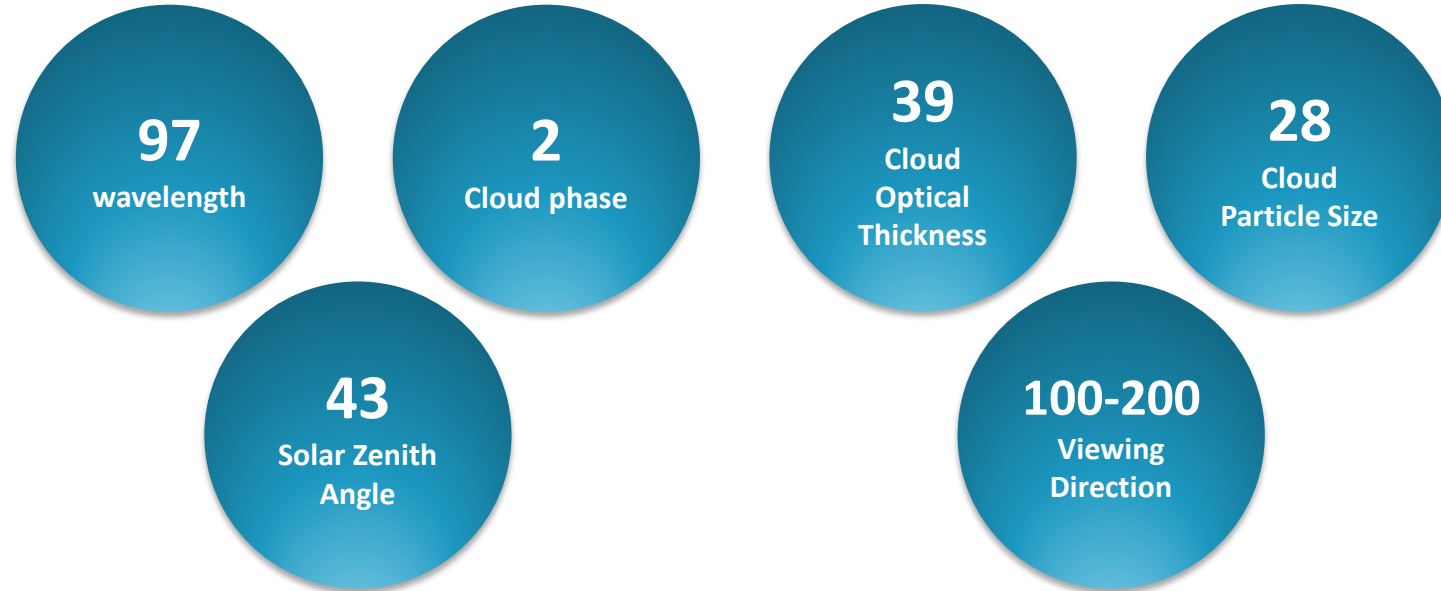 97
wavelength
2
Cloud phase
39
Cloud
Optical
Thickness
28
Cloud
Particle Size
43
Solar Zenith
Angle
100-200
Viewing
Direction